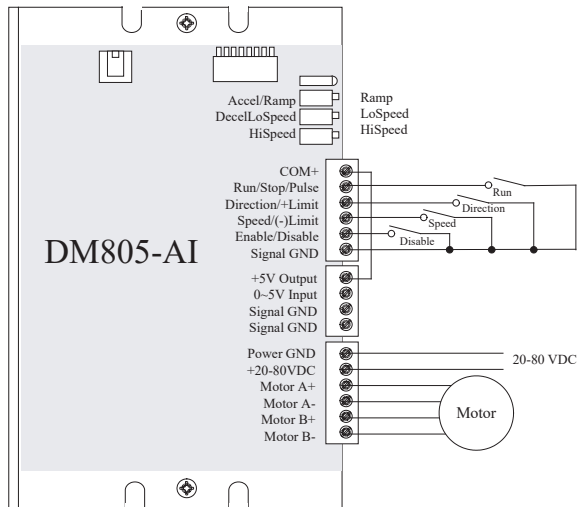 Accel/Ramp
DecelLoSpeed
HiSpeed
Ramp
LoSpeed
HiSpeed
COM+
Run/Stop/Pulse
Direction/+Limit
Speed/(-)Limit
Enable/Disable
Signal GND
Run
Direction
Speed
Disable
DM805-AI
+5V Output
0~5V Input
Signal GND
Signal GND
Power GND
+20-80VDC
Motor A+
Motor A-
Motor B+
Motor B-
20-80 VDC
Motor